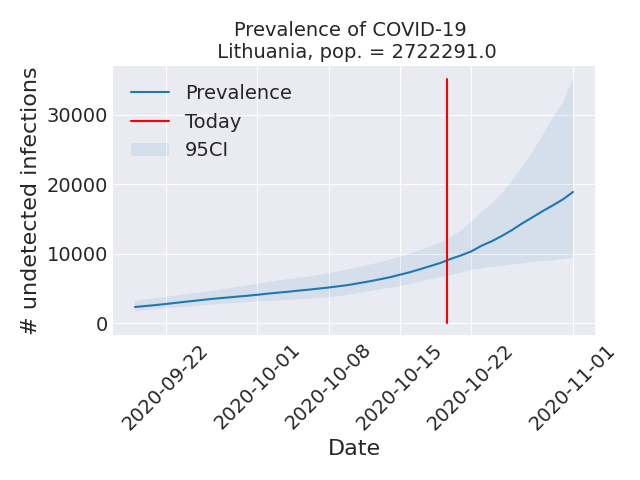 Prevalence of COVID-19
Lithuania, pop. = 2722291.0
# undetected infections
30000
20000
10000
0
Prevalence
Today
95CI
2020-09-22
2020-10-01
2020-10-08
2020-10-15
2020-10-22
2020-11-01
Date